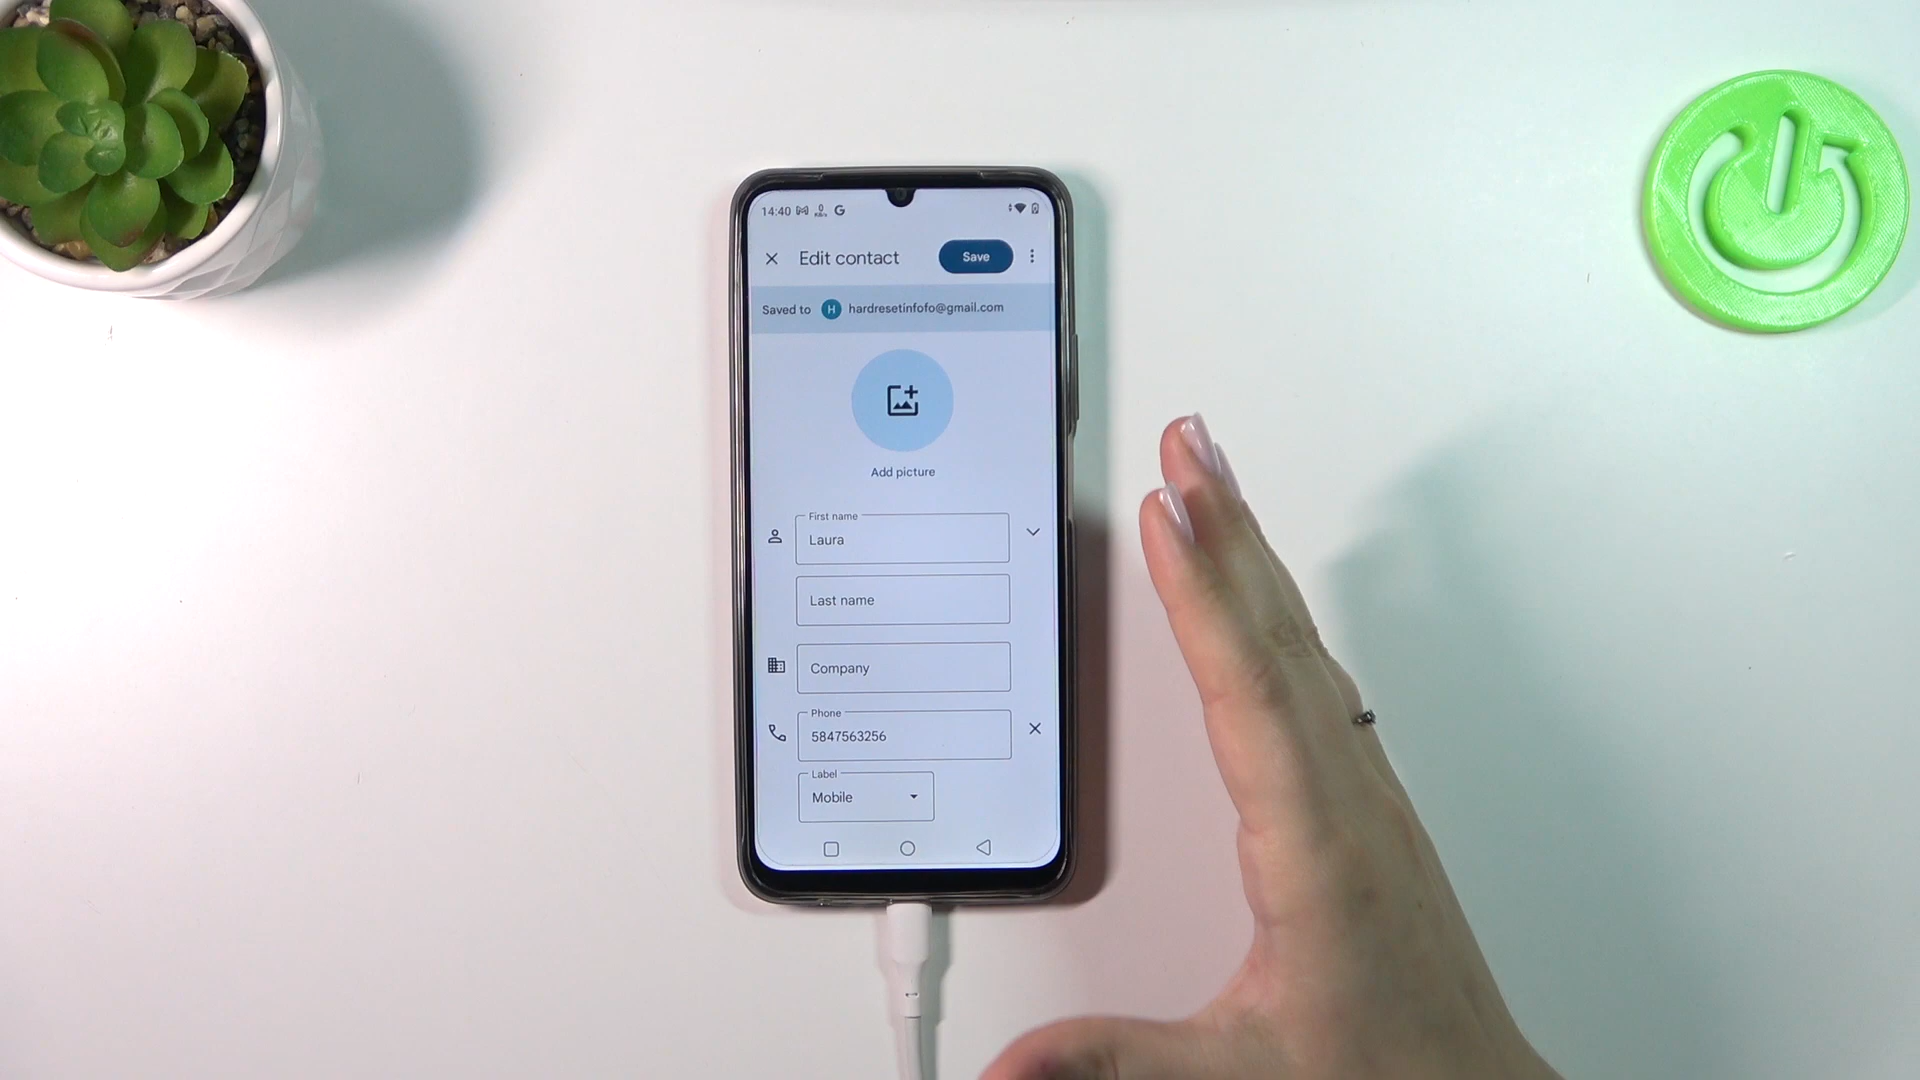 14:40
Edit contact
Save
Saved to H hardresetinfofo@gmail.com
Add picture
First name
Laura
Last name
Company
Phone
5847563256
Label
Mobile